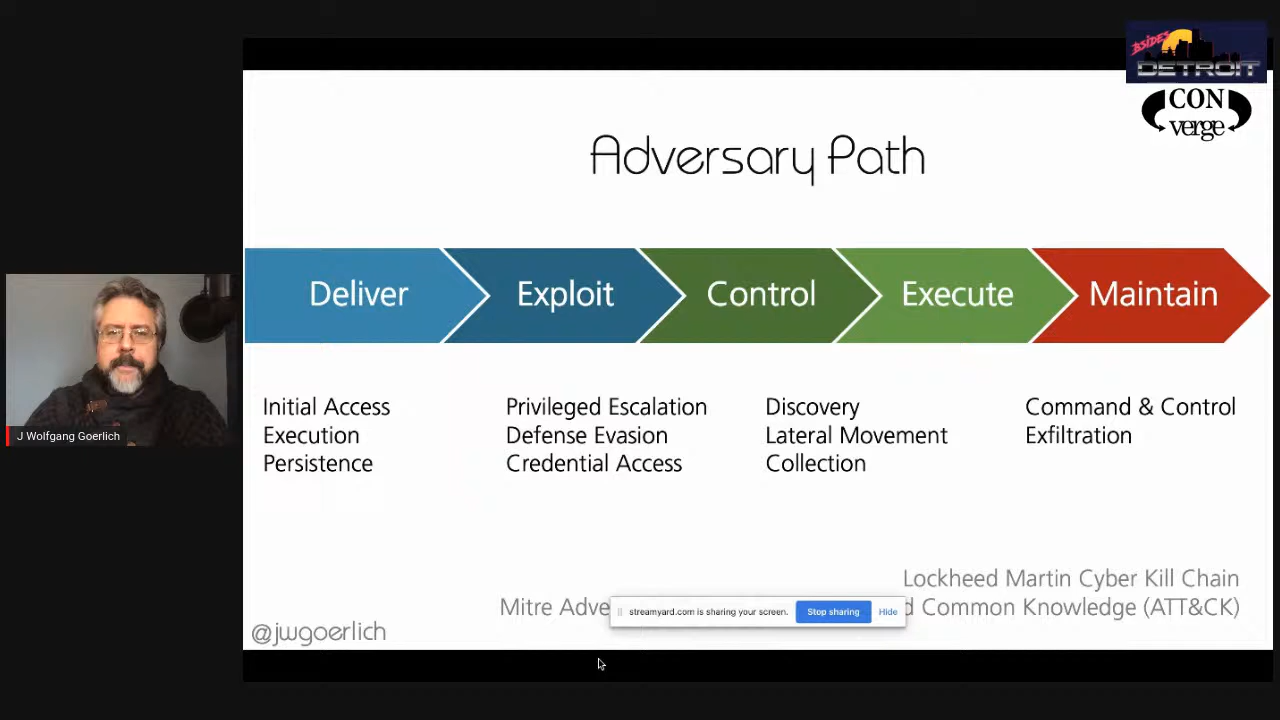 BSIDES
DETROIT
CON
verge
Adversary Path
Deliver
Exploit
Control
Execute
Maintain
Initial Access
Execution
Persistence
Privileged Escalation
Defense Evasion
Credential Access
Discovery
Lateral Movement
Collection
Command & Control
Exfiltration
J Wolfgang Goerlich
Lockheed Martin Cyber Kill Chain
Mitre Common Knowledge (ATT&CK)
streamyard.com is sharing your screen.
Stop sharing
Hide
@jwgoerlich